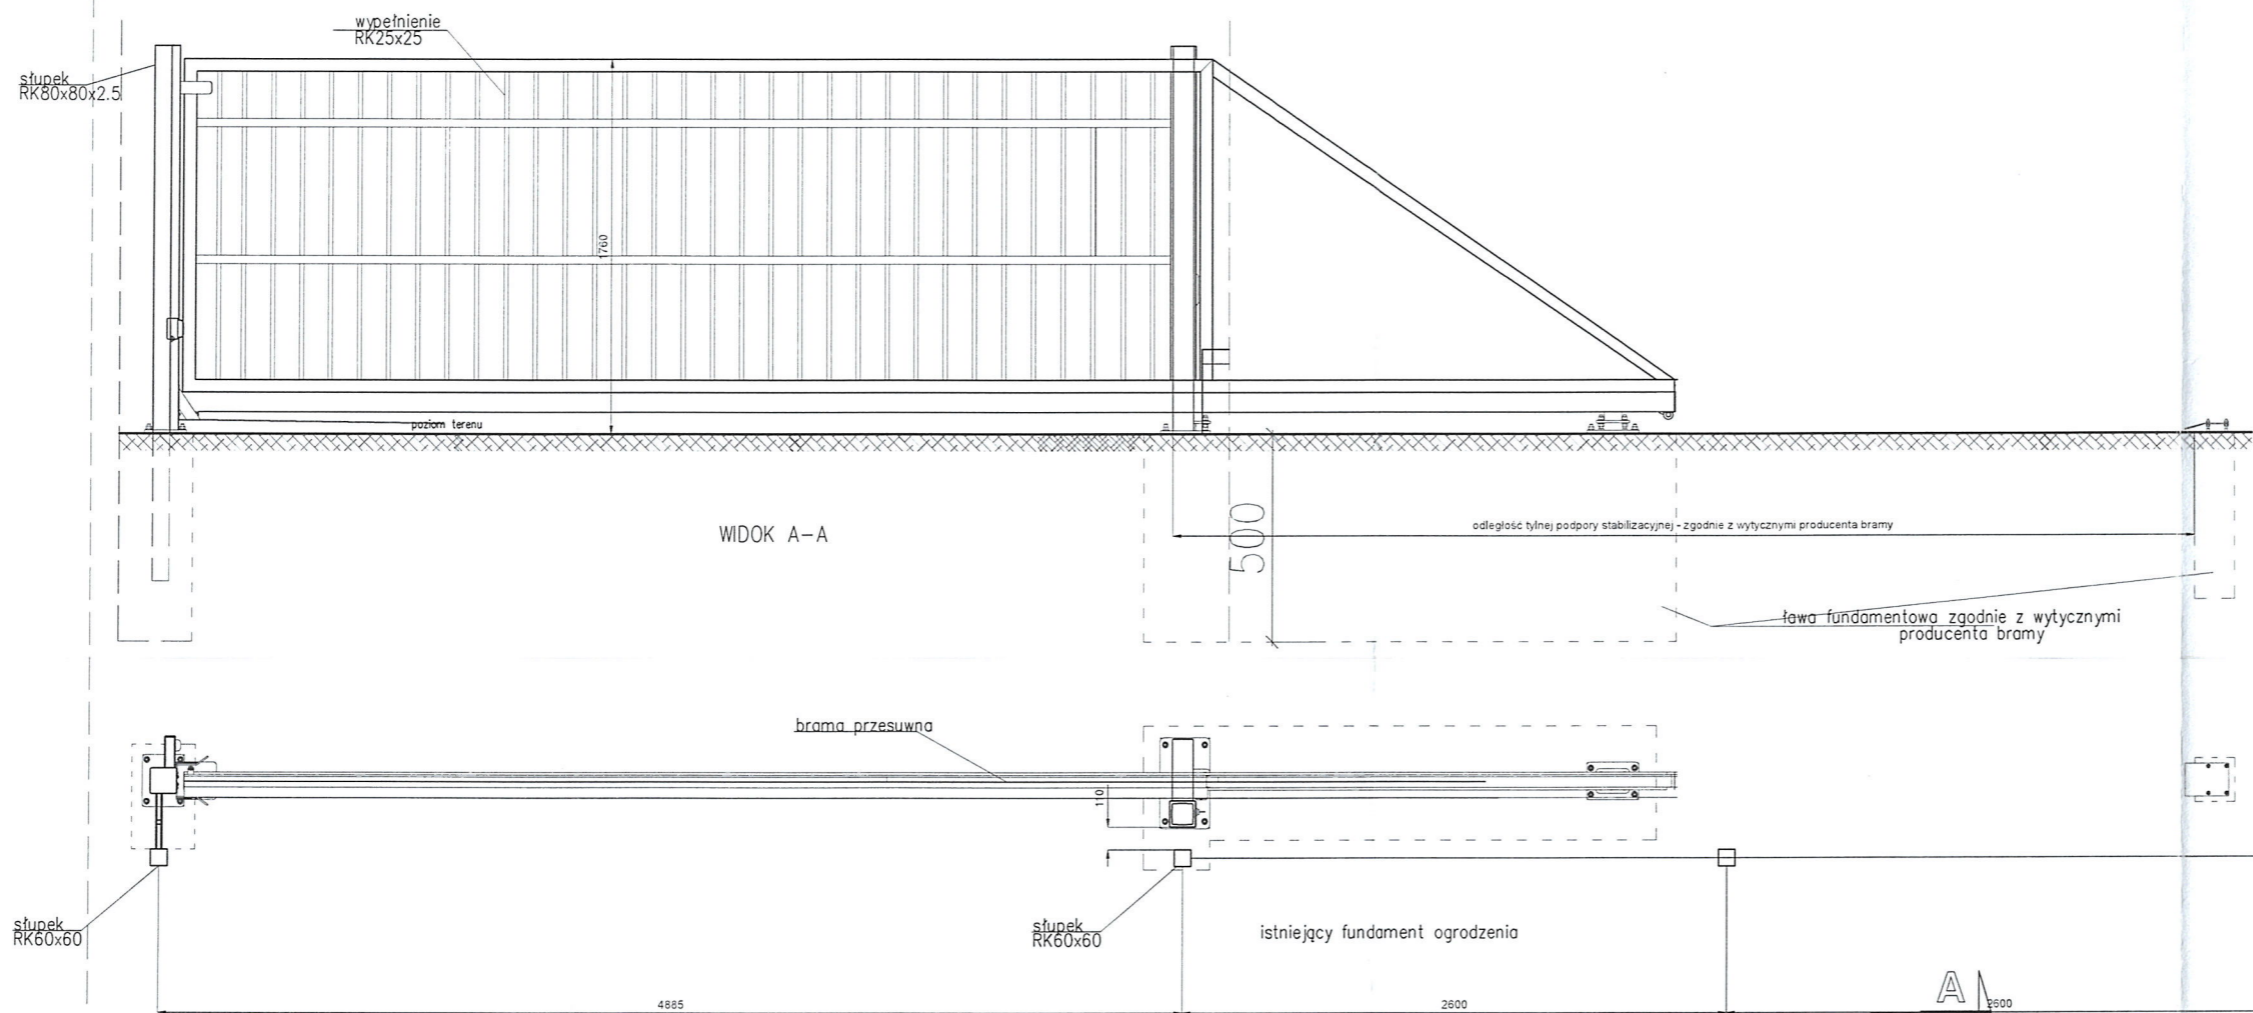 wypełnienie
RK25x25
słupek
RK80x80x2.5
1760
poziom terenu
WIDOK A-A
500
odległość tylnej podpory stabilizacyjnej - zgodnie z wytycznymi producenta bramy
ława fundamentowa zgodnie z wytycznymi
producenta bramy
brama przesuwna
110
słupek
RK60x60
słupek
RK60x60
istniejący fundament ogrodzenia
A
4885
2600
2600